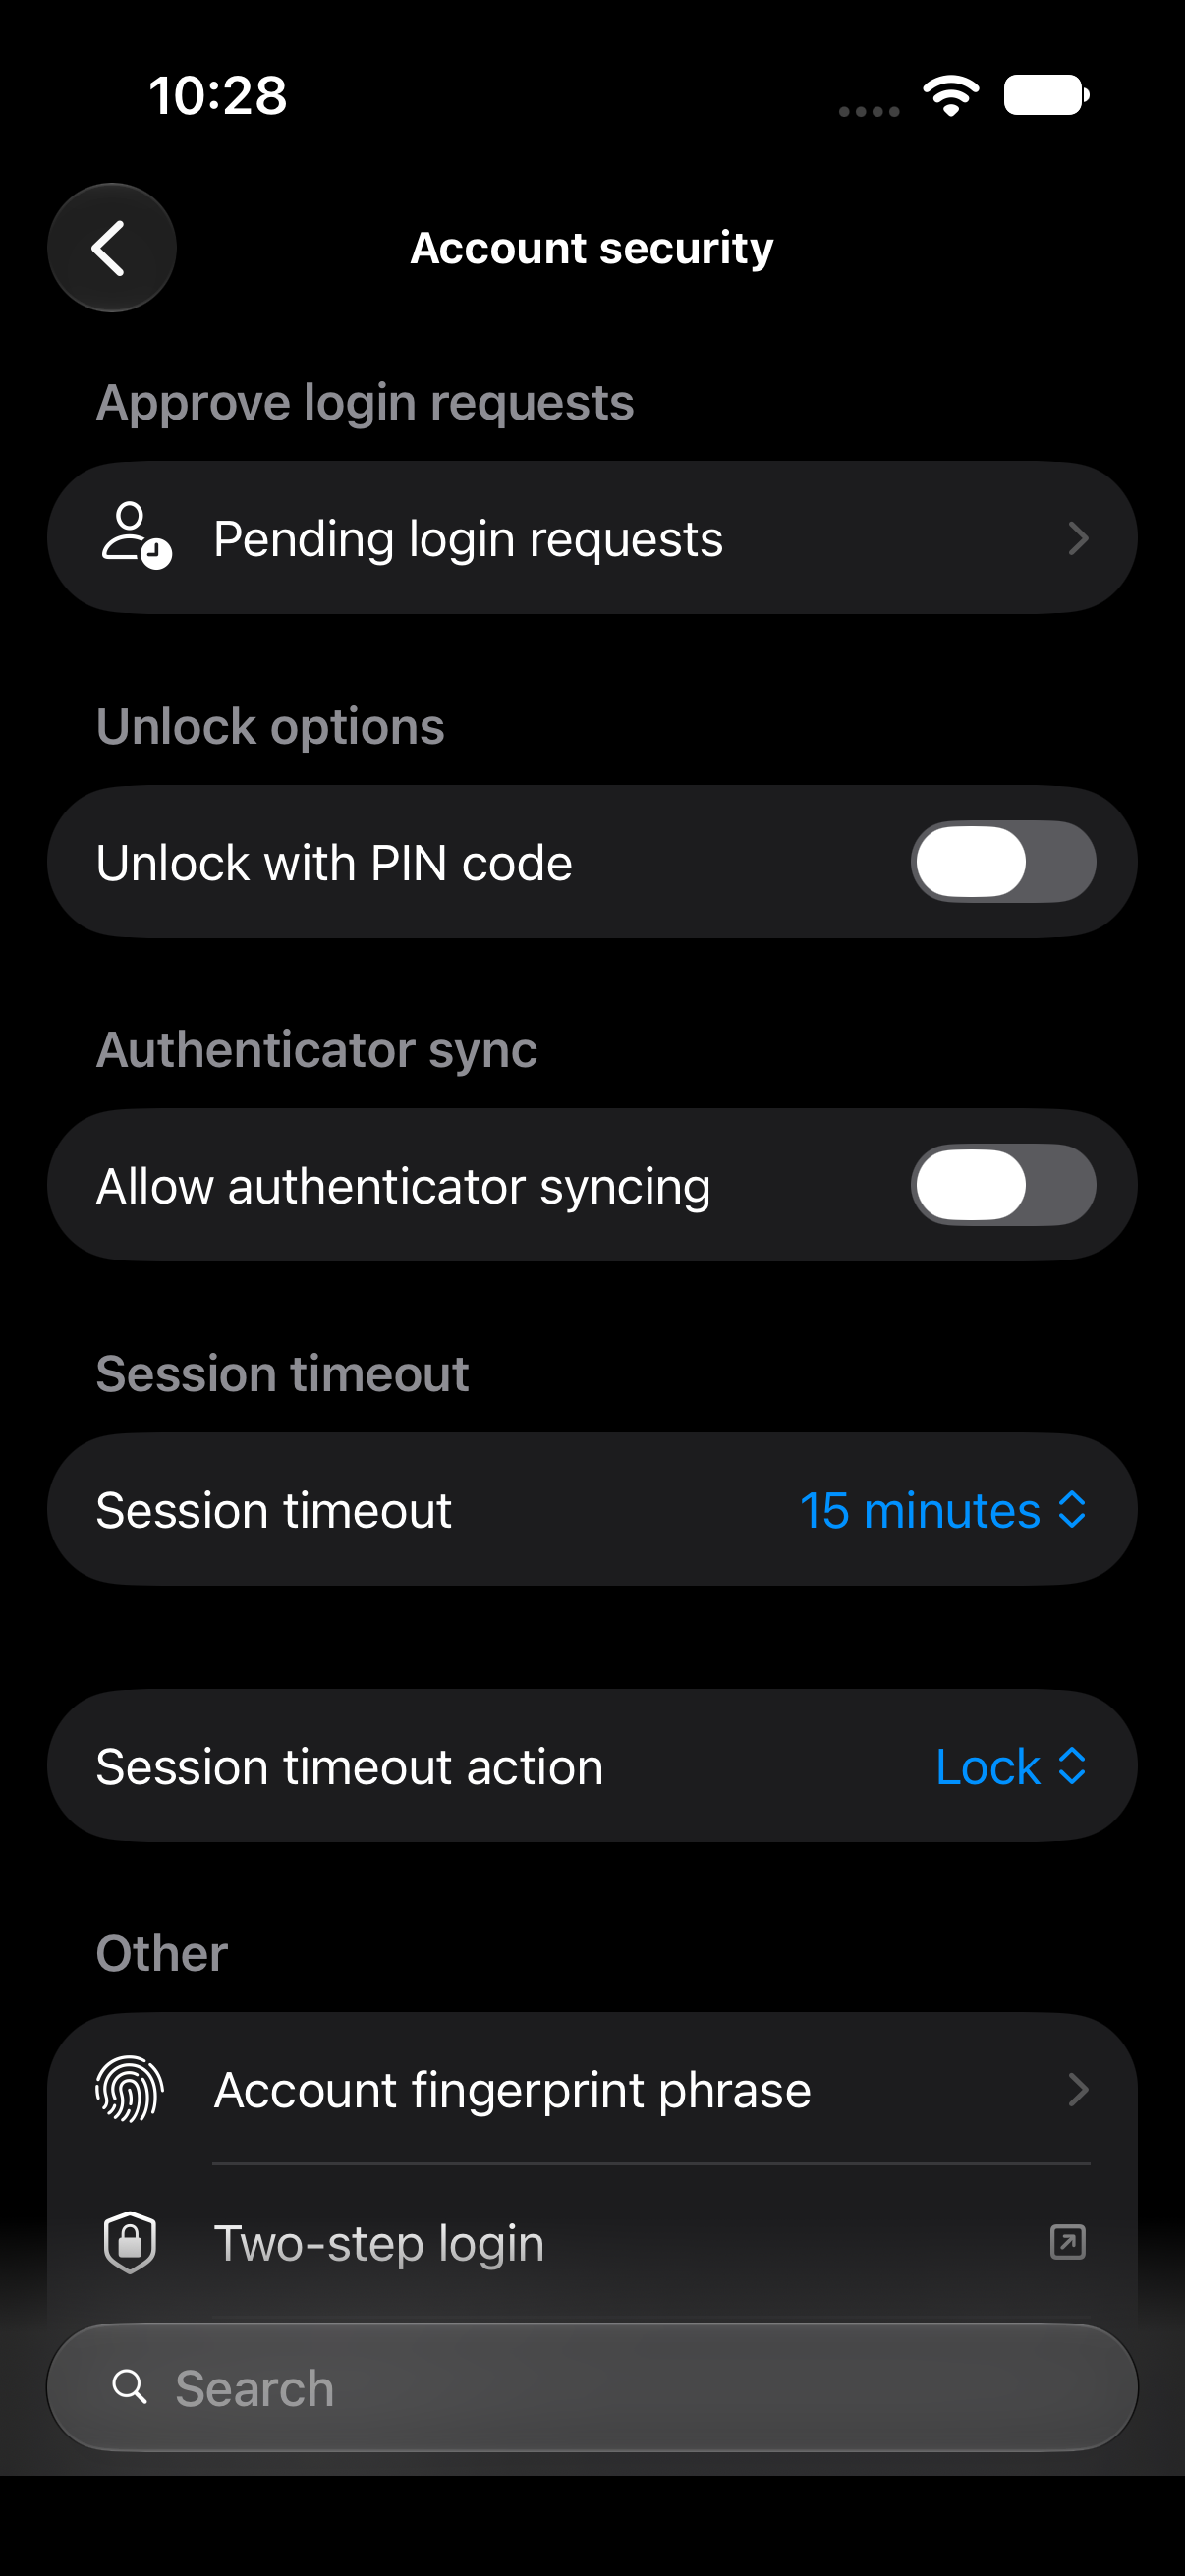 10:28
Account security
Approve login requests
Pending login requests
Unlock options
Unlock with PIN code
Authenticator sync
Allow authenticator syncing
Session timeout
Session timeout 15 minutes
Session timeout action Lock
Other
Account fingerprint phrase
Two-step login
Search